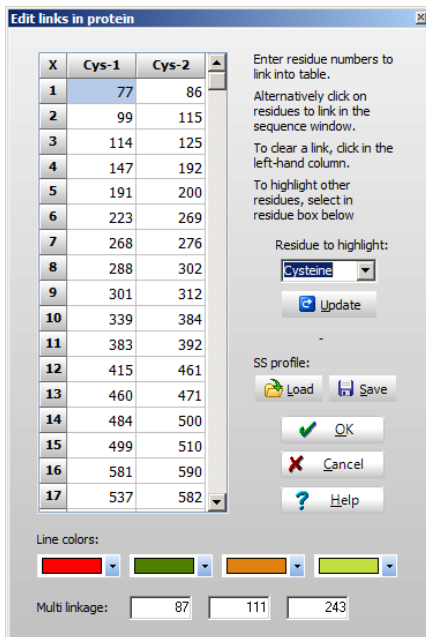 Edit links in protein
X Cys-1 Cys-2
1 77 86
2 99 115
3 114 125
4 147 192
5 191 200
6 223 269
7 268 276
8 288 302
9 301 312
10 339 384
11 383 392
12 415 461
13 460 471
14 484 500
15 499 510
16 581 590
17 537 582
Enter residue numbers to
link into table.
Alternatively click on
residues to link in the
sequence window.
To clear a link, click in the
left-hand column.
To highlight other
residues, select in
residue box below
Residue to highlight:
Cysteine
Update
-
SS profile:
Load Save
OK
Cancel
Help
Line colors:
Multi linkage: 87 111 243